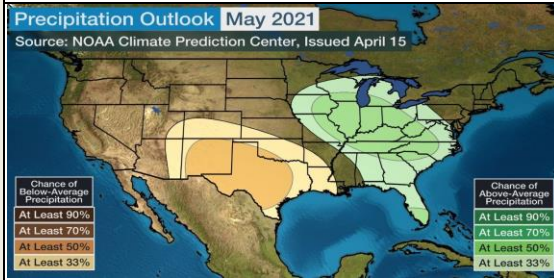 Precipitation Outlook May 2021
Source: NOAA Climate Prediction Center, Issued April 15
Chance of
Below-Average
Precipitation
At Least 90%
At Least 70%
At Least 50%
At Least 33%
Chance of
Above-Average
Precipitation
At Least 90%
At Least 70%
At Least 50%
At Least 33%